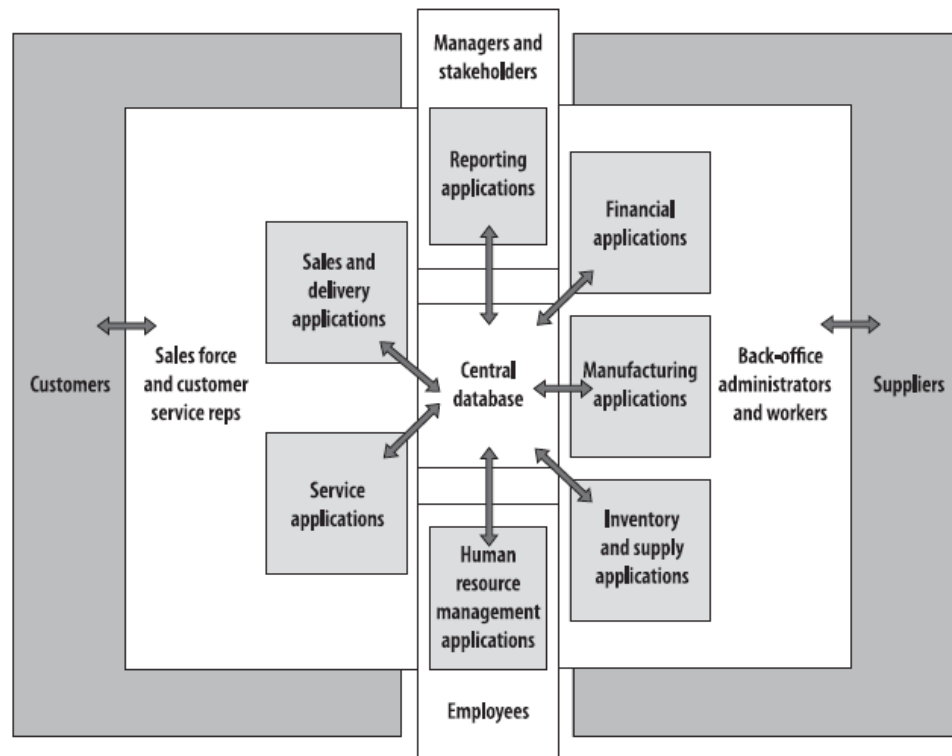 Managers and
stakeholders
Reporting
applications
Financial
applications
Sales and
delivery
applications
Customers
Sales force
and customer
service reps
Central
database
Manufacturing
applications
Back-office
administrators
and workers
Suppliers
Service
applications
Inventory
and supply
applications
Human
resource
management
applications
Employees